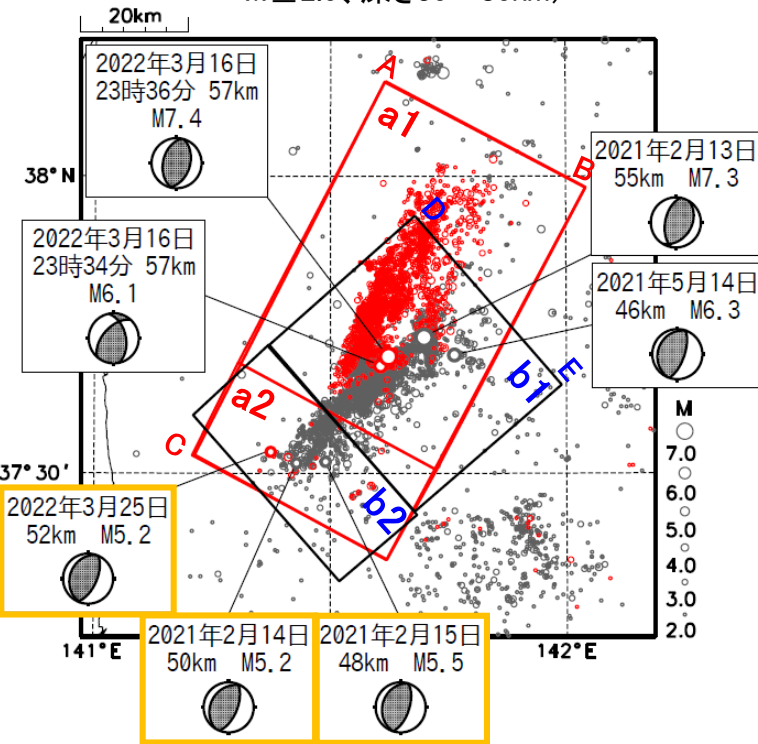 20km
2022年3月16日
23時36分 57km
M7.4
A
a1
B
2021年2月13日
55km M7.3
38°N
D
2022年3月16日
23時34分 57km
M6.1
2021年5月14日
46km M6.3
b1
E
a2
C
M
7.0
6.0
5.0
4.0
3.0
2.0
37°30'
b2
2022年3月25日
52km M5.2
2021年2月14日
50km M5.2
2021年2月15日
48km M5.5
141°E
142°E